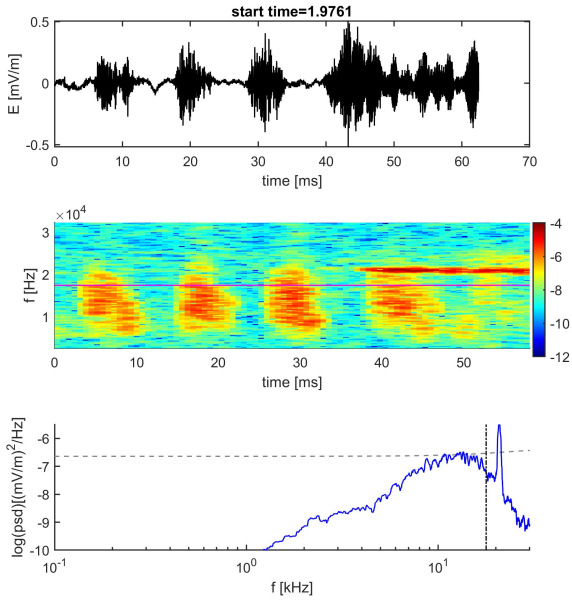 start time=1.9761
0.5
0
-0.5
E [mV/m]
0 10 20 30 40 50 60 70
time [ms]
×10⁴
3
2
1
f [Hz]
0 10 20 30 40 50
time [ms]
-4
-6
-8
-10
-12
-6
-7
-8
-9
-10
log(psd)[(mV/m)²/Hz]
10⁻¹ 10⁰ 10¹
f [kHz]